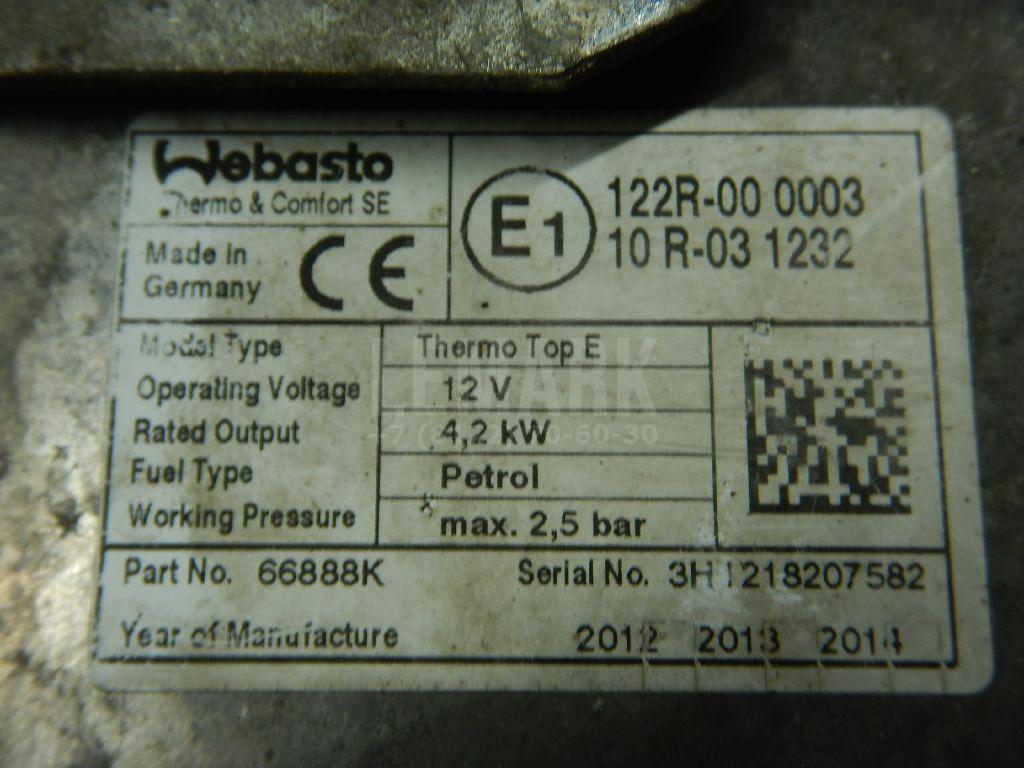 Webasto
Thermo & Comfort SE
Made in
Germany
CE
E1
122R-00 0003
10 R-03 1232
Model Type Thermo Top E
Operating Voltage 12 V
Rated Output 4,2 kW
Fuel Type Petrol
Working Pressure max. 2,5 bar
Part No. 66888K Serial No. 3H1218207582
Year of Manufacture 2012 2013 2014
LEMARK